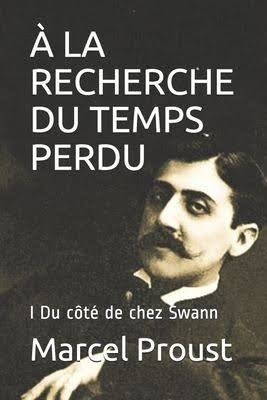 À LA
RECHERCHE
DU TEMPS
PERDU
I Du côté de chez Swann
Marcel Proust